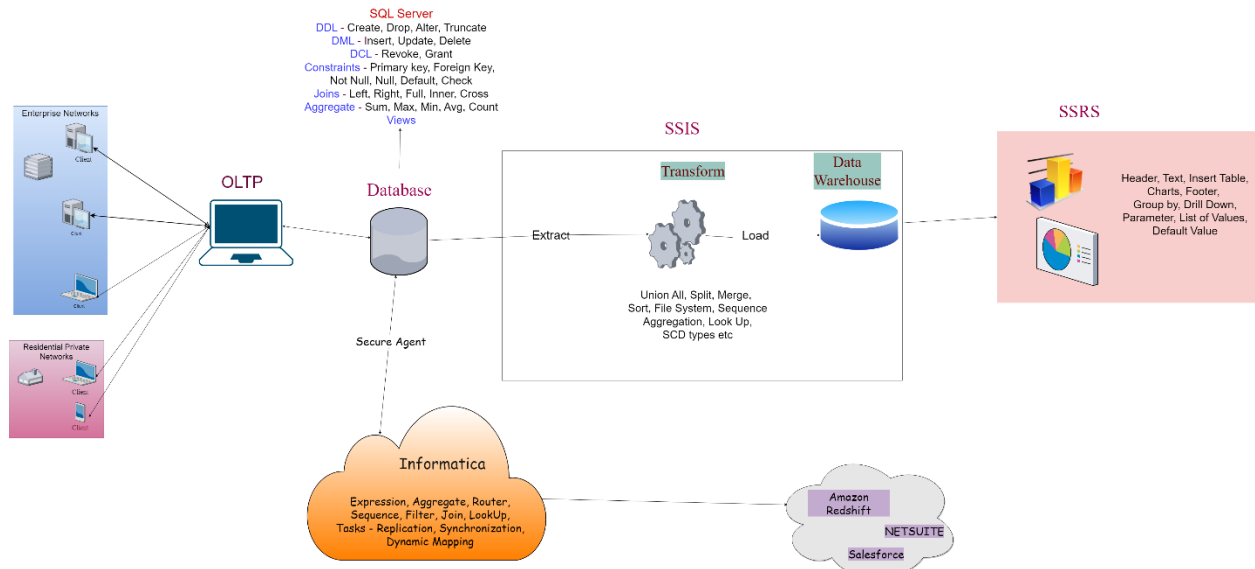 SQL Server
DDL - Create, Drop, Alter, Truncate
DML - Insert, Update, Delete
DCL - Revoke, Grant
Constraints - Primary key, Foreign Key,
Not Null, Null, Default, Check
Joins - Left, Right, Full, Inner, Cross
Aggregate - Sum, Max, Min, Avg, Count
Views
Enterprise Networks
Client
Client
Client
Residential Private
Networks
Client
Client
OLTP
Database
SSIS
Extract
Transform
Load
Data
Warehouse
Union All, Split, Merge,
Sort, File System, Sequence
Aggregation, Look Up,
SCD types etc
SSRS
Header, Text, Insert Table,
Charts, Footer,
Group by, Drill Down,
Parameter, List of Values,
Default Value
Secure Agent
Informatica
Expression, Aggregate, Router,
Sequence, Filter, Join, LookUp,
Tasks - Replication, Synchronization,
Dynamic Mapping
Amazon
Redshift
NETSUITE
Salesforce